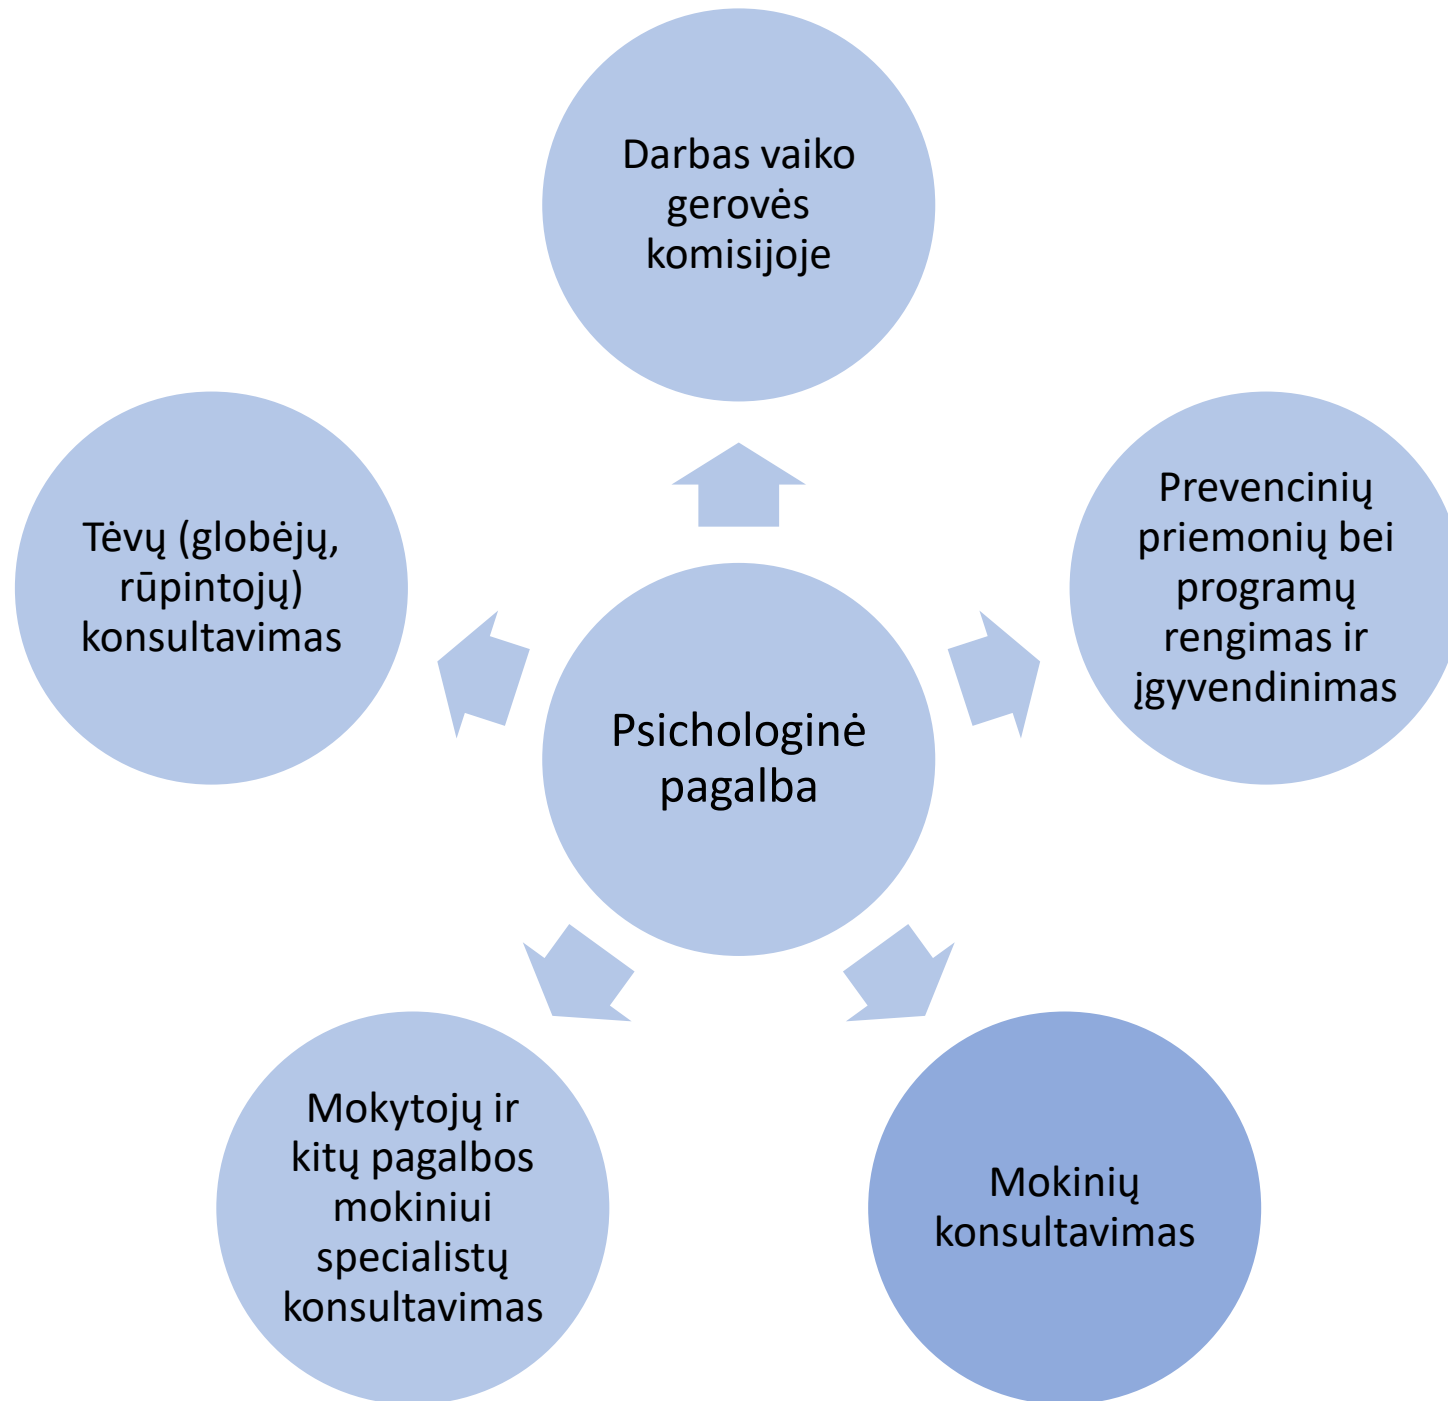 Darbas vaiko
gerovės
komisijoje
Tėvų (globėjų,
rūpintojų)
konsultavimas
Prevencinių
priemonių bei
programų
rengimas ir
įgyvendinimas
Psichologinė
pagalba
Mokytojų ir
kitų pagalbos
mokiniui
specialistų
konsultavimas
Mokinių
konsultavimas